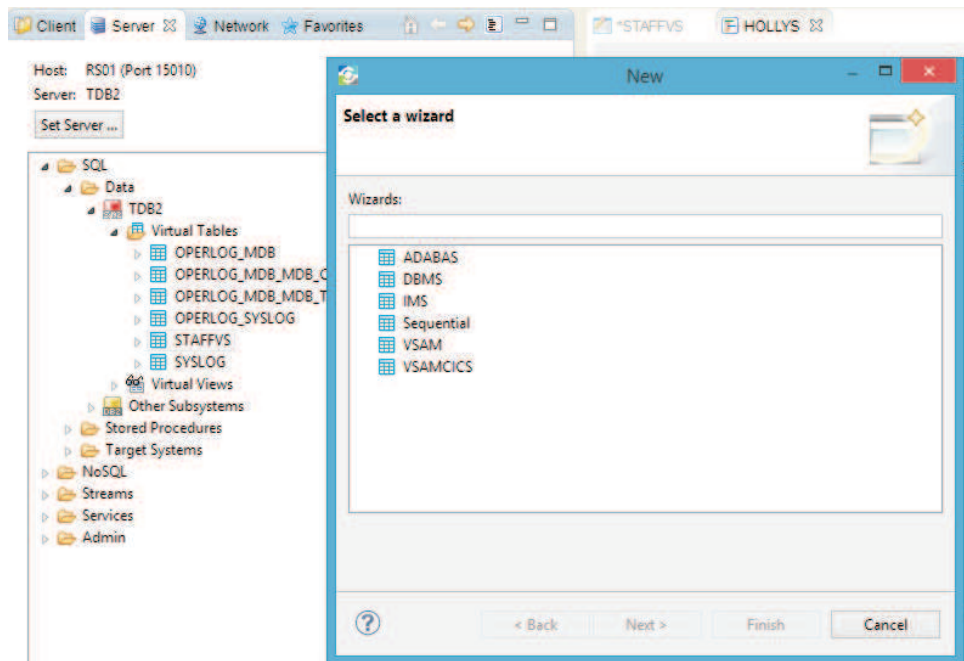 Client Server Network Favorites *STAFFVS HOLLYS
Host: RS01 (Port 15010)
Server: TDB2
Set Server ...
SQL
Data
TDB2
Virtual Tables
OPERLOG_MDB
OPERLOG_MDB_MDB_C
OPERLOG_MDB_MDB_T
OPERLOG_SYSLOG
STAFFVS
SYSLOG
Virtual Views
Other Subsystems
Stored Procedures
Target Systems
NoSQL
Streams
Services
Admin
New
Select a wizard
Wizards:
ADABAS
DBMS
IMS
Sequential
VSAM
VSAMCICS
< Back Next > Finish Cancel